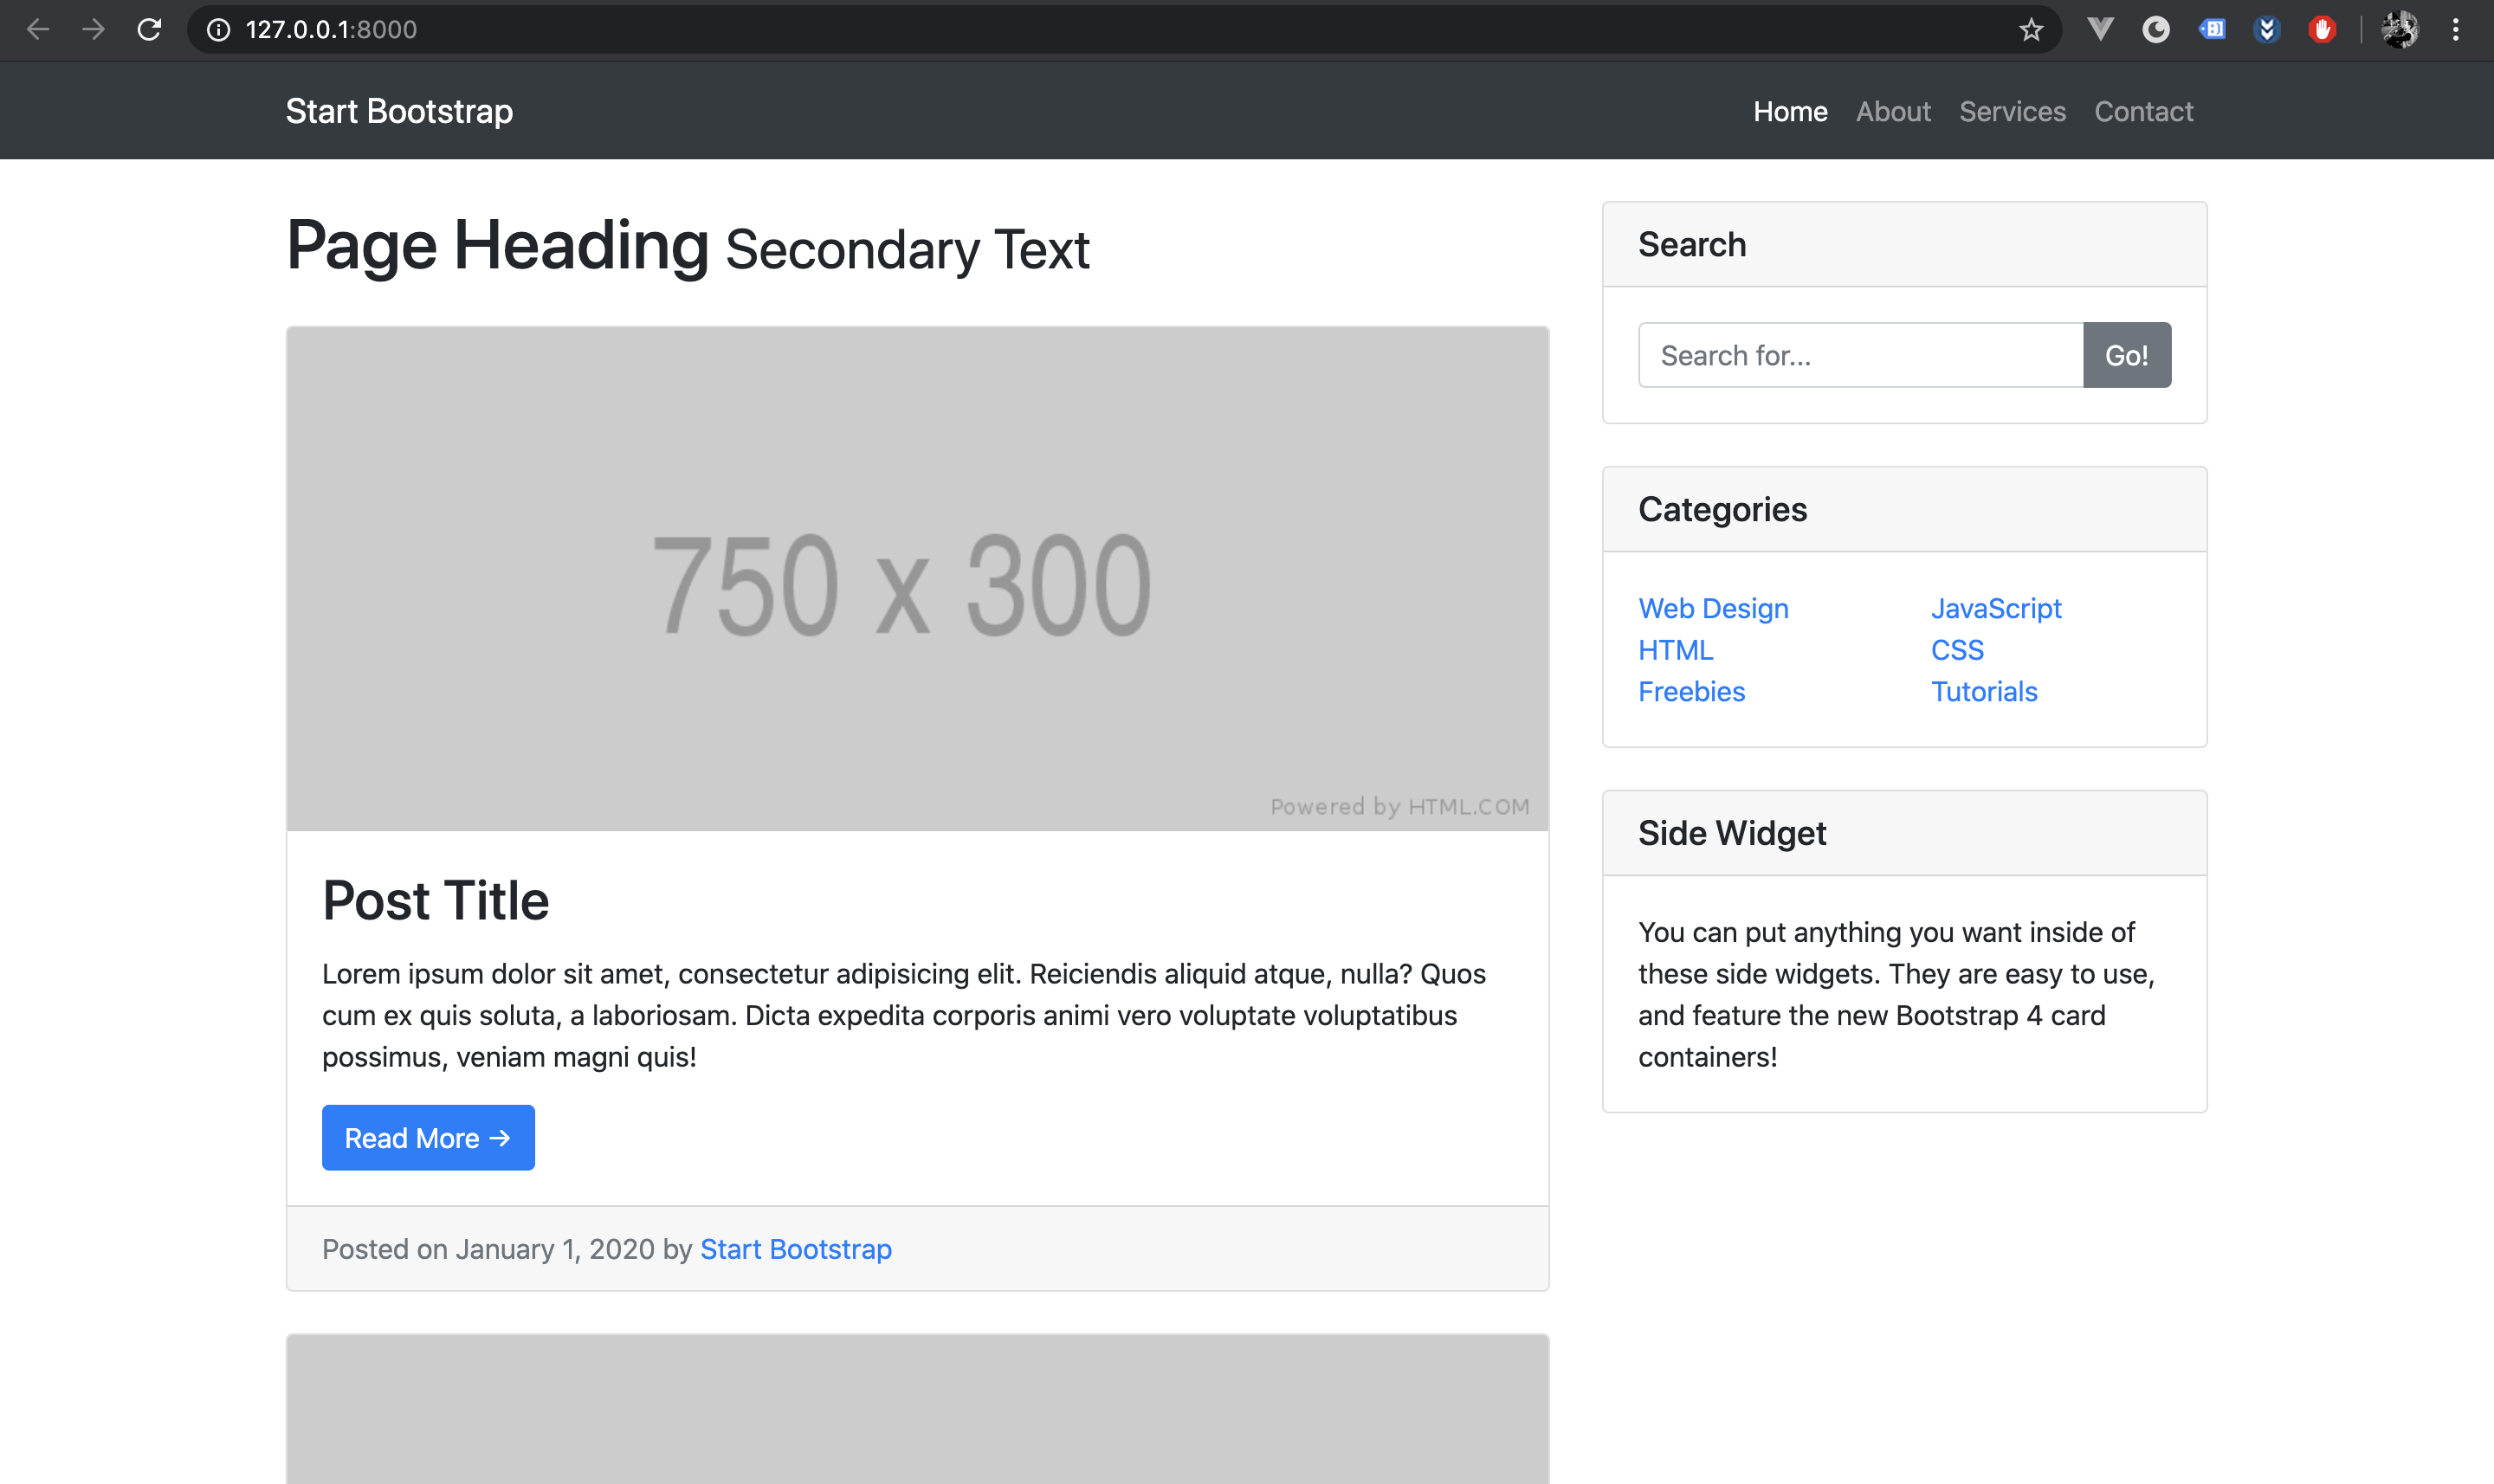 127.0.0.1:8000
Start Bootstrap
Home About Services Contact
Page Heading Secondary Text
750 x 300
Powered by HTML.COM
Post Title
Lorem ipsum dolor sit amet, consectetur adipisicing elit. Reiciendis aliquid atque, nulla? Quos
cum ex quis soluta, a laboriosam. Dicta expedita corporis animi vero voluptate voluptatibus
possimus, veniam magni quis!
Read More →
Posted on January 1, 2020 by Start Bootstrap
Search
Search for...
Go!
Categories
Web Design
HTML
Freebies
JavaScript
CSS
Tutorials
Side Widget
You can put anything you want inside of
these side widgets. They are easy to use,
and feature the new Bootstrap 4 card
containers!